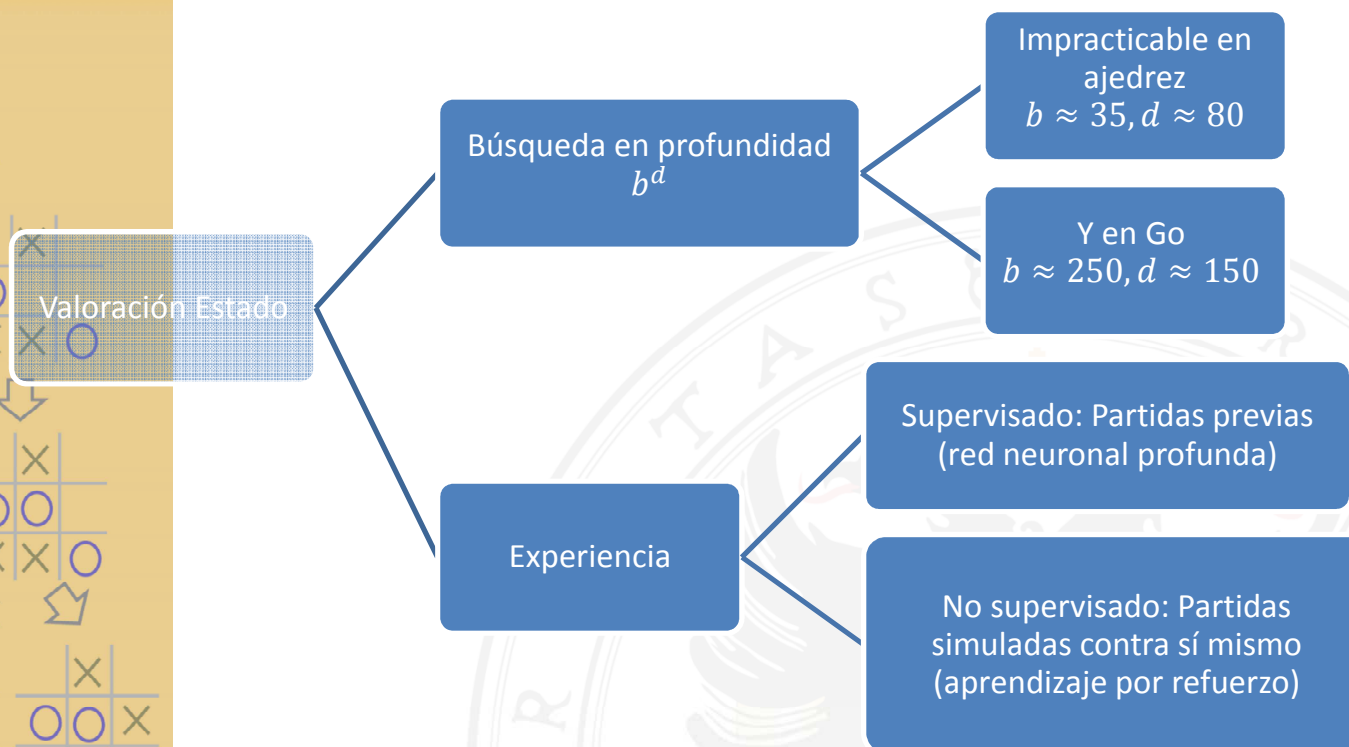 Valoración Estado
Búsqueda en profundidad
b^d
Impracticable en
ajedrez
b ≈ 35, d ≈ 80
Y en Go
b ≈ 250, d ≈ 150
Experiencia
Supervisado: Partidas previas
(red neuronal profunda)
No supervisado: Partidas
simuladas contra sí mismo
(aprendizaje por refuerzo)